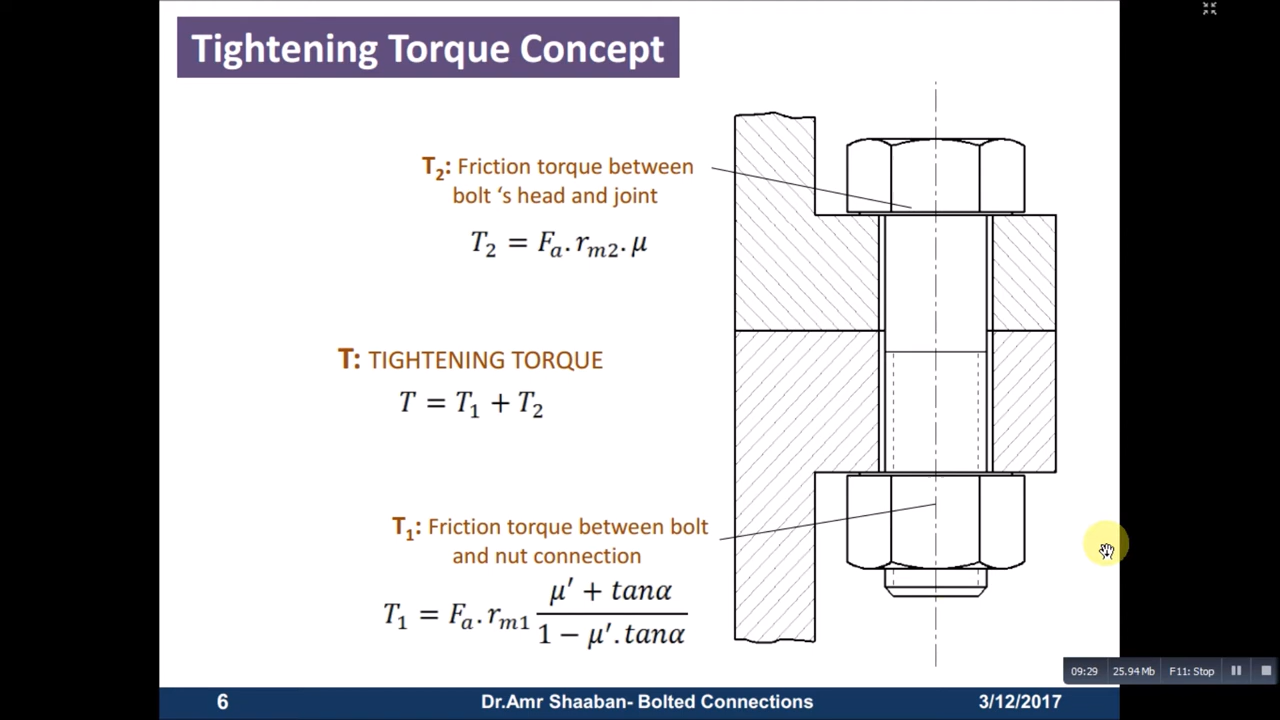 Tightening Torque Concept
T₂: Friction torque between
bolt ‘s head and joint
T₂ = Fₐ. rₘ₂. μ
T: TIGHTENING TORQUE
T = T₁ + T₂
T₁: Friction torque between bolt
and nut connection
T₁ = Fₐ. rₘ₁ (μ′ + tanα) / (1 − μ′. tanα)
09:29 25.94 Mb F11: Stop
6 Dr.Amr Shaaban- Bolted Connections 3/12/2017